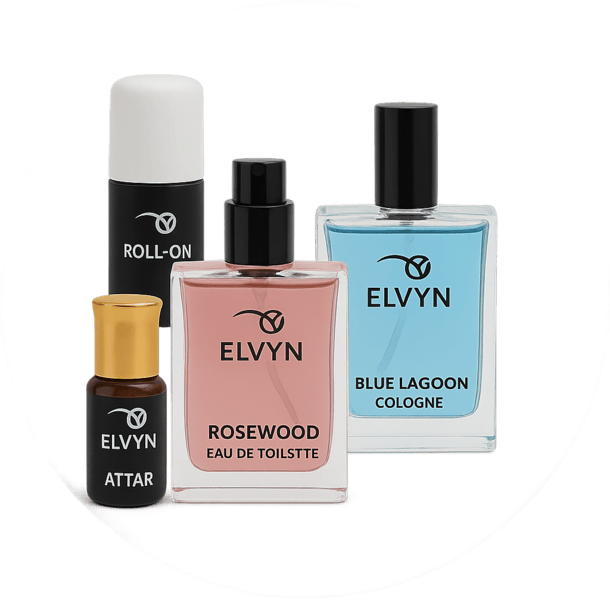 ROLL-ON
ELVYN
ATTAR
ELVYN
ROSEWOOD
EAU DE TOILSTTE
ELVYN
BLUE LAGOON
COLOGNE